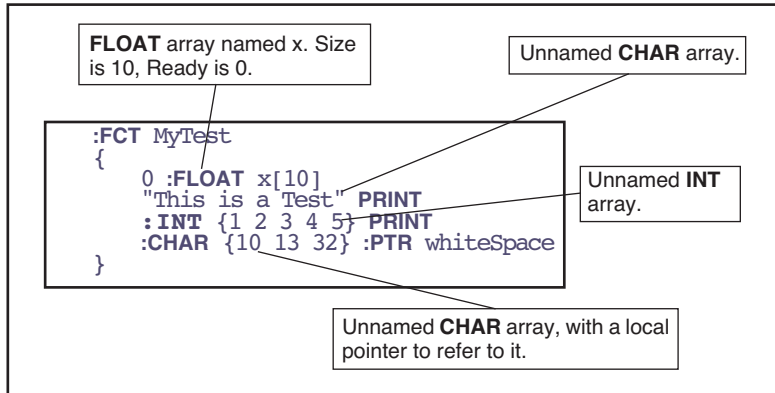 FLOAT array named x. Size
is 10, Ready is 0.
Unnamed CHAR array.
:FCT MyTest
{
0 :FLOAT x[10]
"This is a Test" PRINT
:INT {1 2 3 4 5} PRINT
:CHAR {10 13 32} :PTR whiteSpace
}
Unnamed INT
array.
Unnamed CHAR array, with a local
pointer to refer to it.